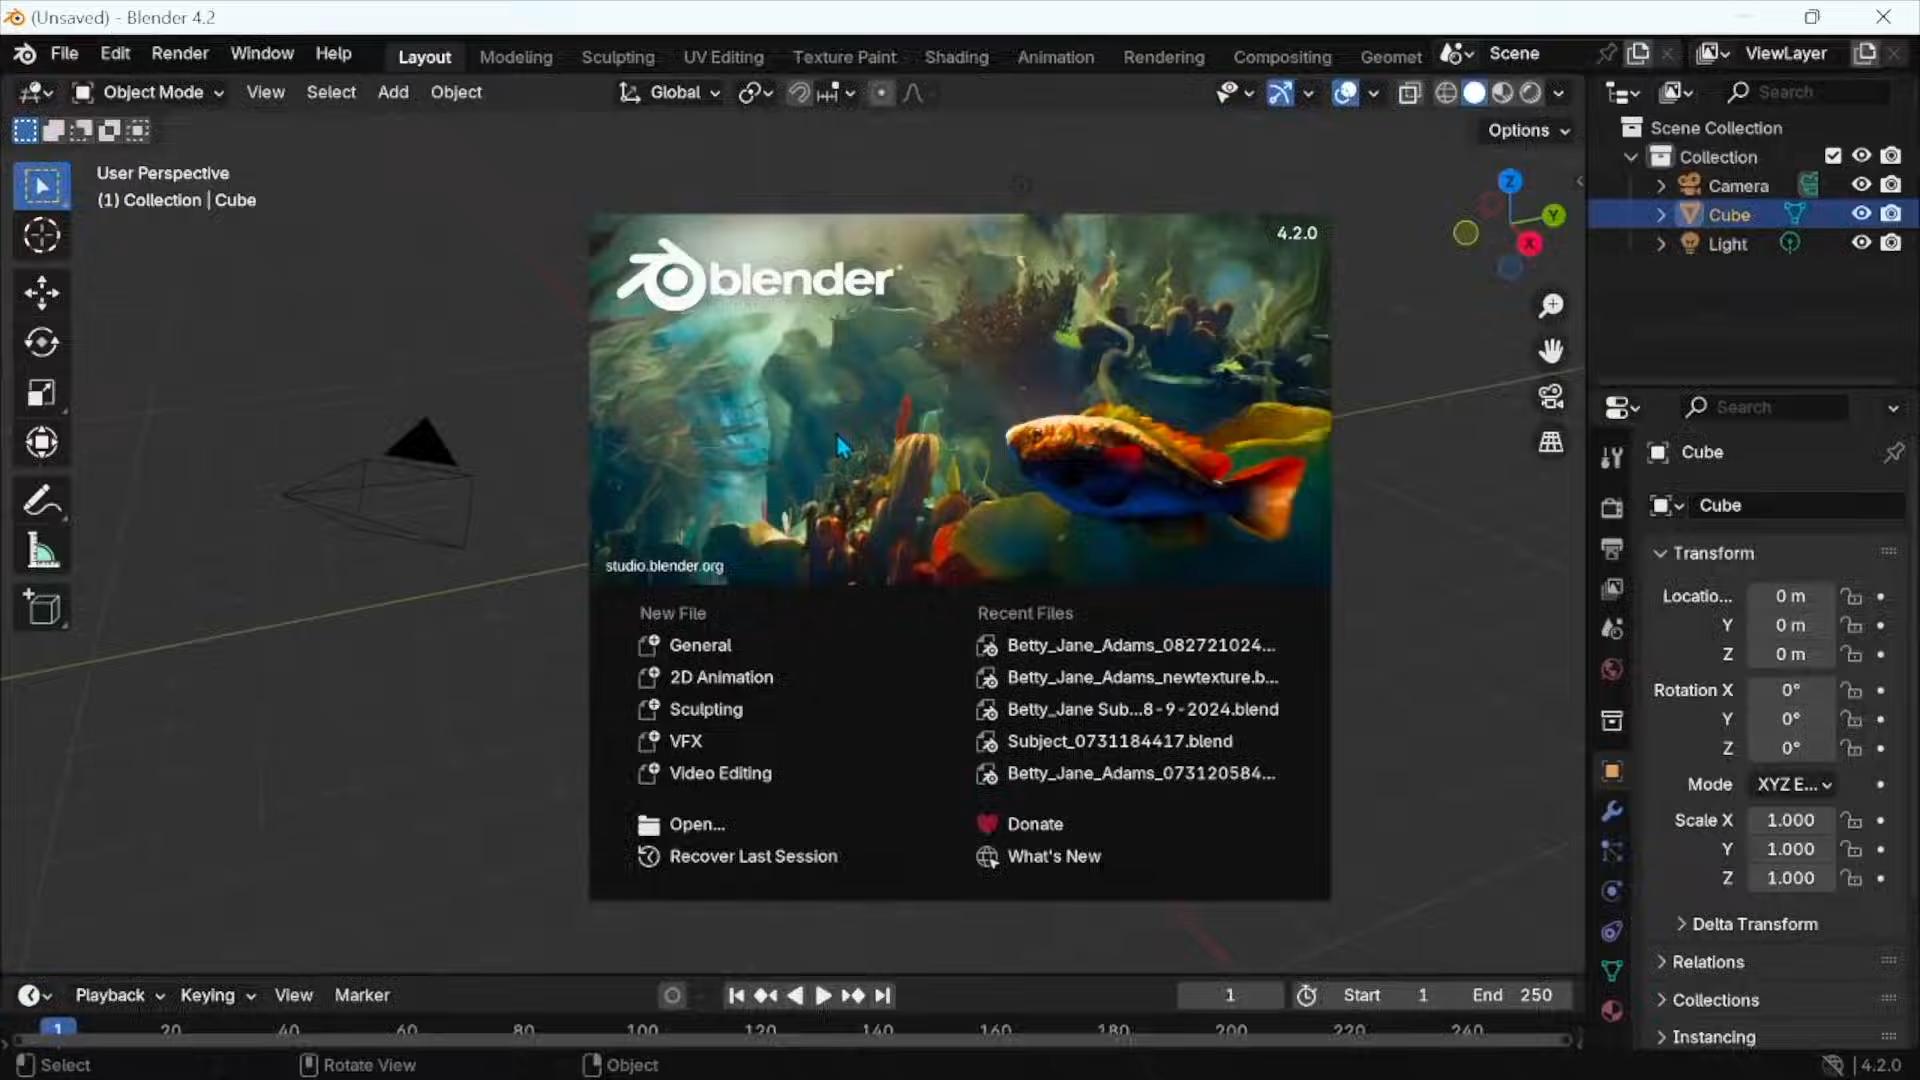 (Unsaved) - Blender 4.2
File Edit Render Window Help Layout Modeling Sculpting UV Editing Texture Paint Shading Animation Rendering Compositing Geomet Scene ViewLayer
Object Mode View Select Add Object Global Search
Options
User Perspective
(1) Collection | Cube
Z
Y
X
Scene Collection
Collection
Camera
Cube
Light
4.2.0
blender
studio.blender.org
New File
General
2D Animation
Sculpting
VFX
Video Editing
Open...
Recover Last Session
Recent Files
Betty_Jane_Adams_082721024...
Betty_Jane_Adams_newtexture.b...
Betty_Jane Sub...8-9-2024.blend
Subject_0731184417.blend
Betty_Jane_Adams_073120584...
Donate
What's New
Search
Cube
Cube
Transform
Locatio... 0 m
Y 0 m
Z 0 m
Rotation X 0°
Y 0°
Z 0°
Mode XYZ E...
Scale X 1.000
Y 1.000
Z 1.000
Delta Transform
Relations
Collections
Instancing
Playback Keying View Marker 1 Start 1 End 250
1 20 40 60 80 100 120 140 160 180 200 220 240
Select Rotate View Object 4.2.0